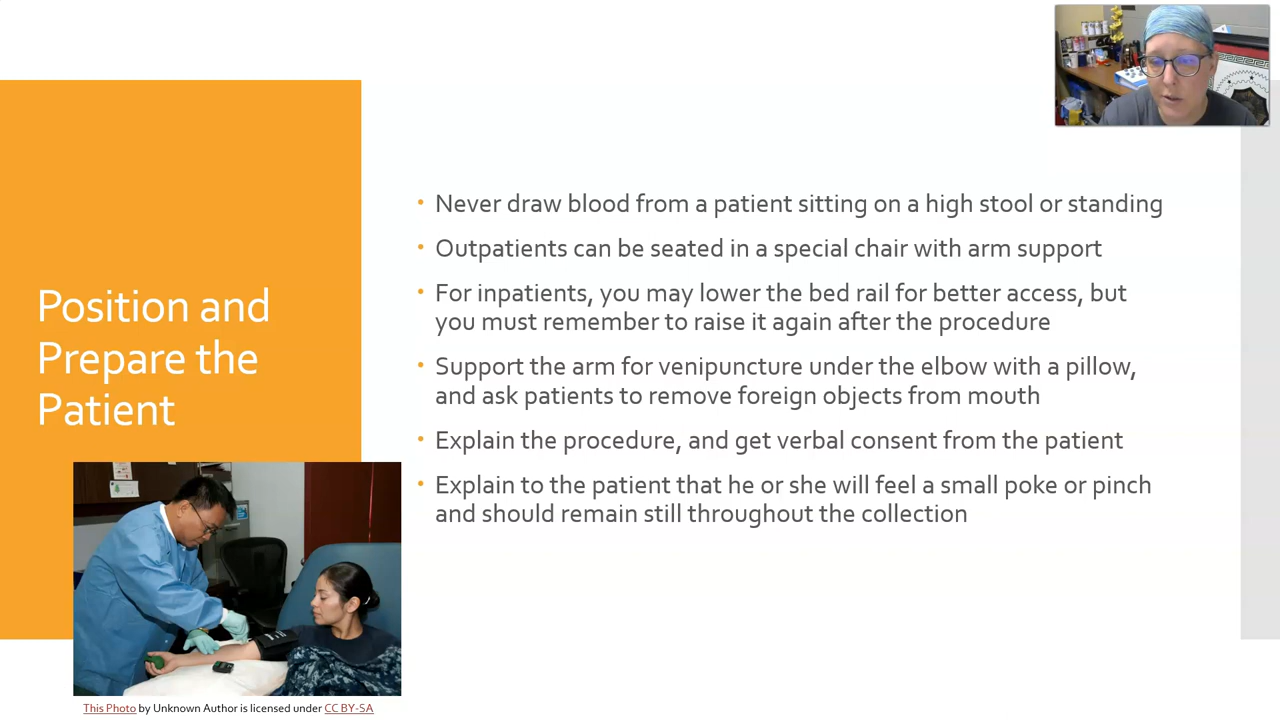 Position and
Prepare the
Patient
• Never draw blood from a patient sitting on a high stool or standing
• Outpatients can be seated in a special chair with arm support
• For inpatients, you may lower the bed rail for better access, but
you must remember to raise it again after the procedure
• Support the arm for venipuncture under the elbow with a pillow,
and ask patients to remove foreign objects from mouth
• Explain the procedure, and get verbal consent from the patient
• Explain to the patient that he or she will feel a small poke or pinch
and should remain still throughout the collection
This Photo by Unknown Author is licensed under CC BY-SA